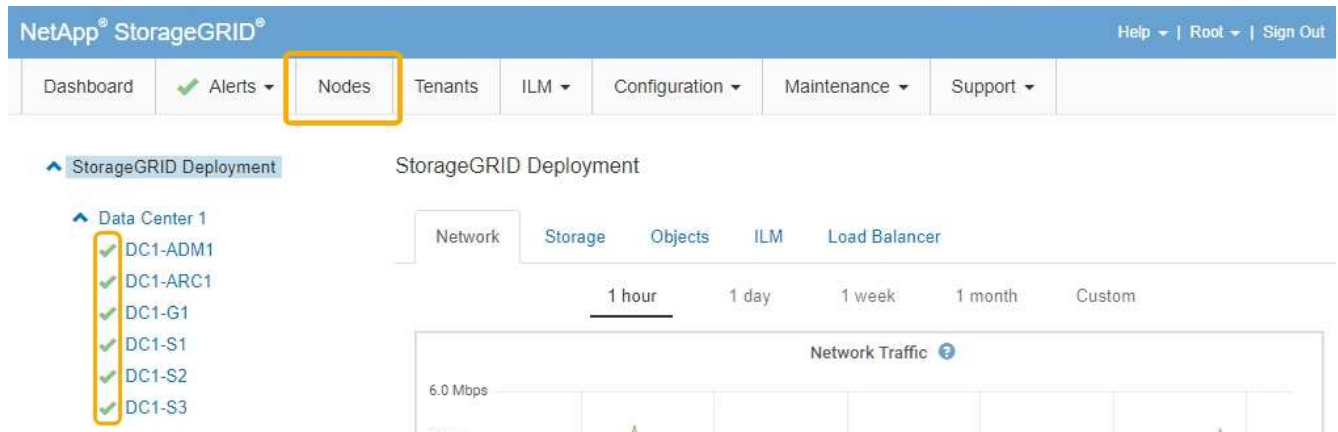 NetApp® StorageGRID®
Help | Root | Sign Out
Dashboard Alerts Nodes Tenants ILM Configuration Maintenance Support
StorageGRID Deployment
Data Center 1
DC1-ADM1
DC1-ARC1
DC1-G1
DC1-S1
DC1-S2
DC1-S3
StorageGRID Deployment
Network Storage Objects ILM Load Balancer
1 hour 1 day 1 week 1 month Custom
Network Traffic ?
6.0 Mbps